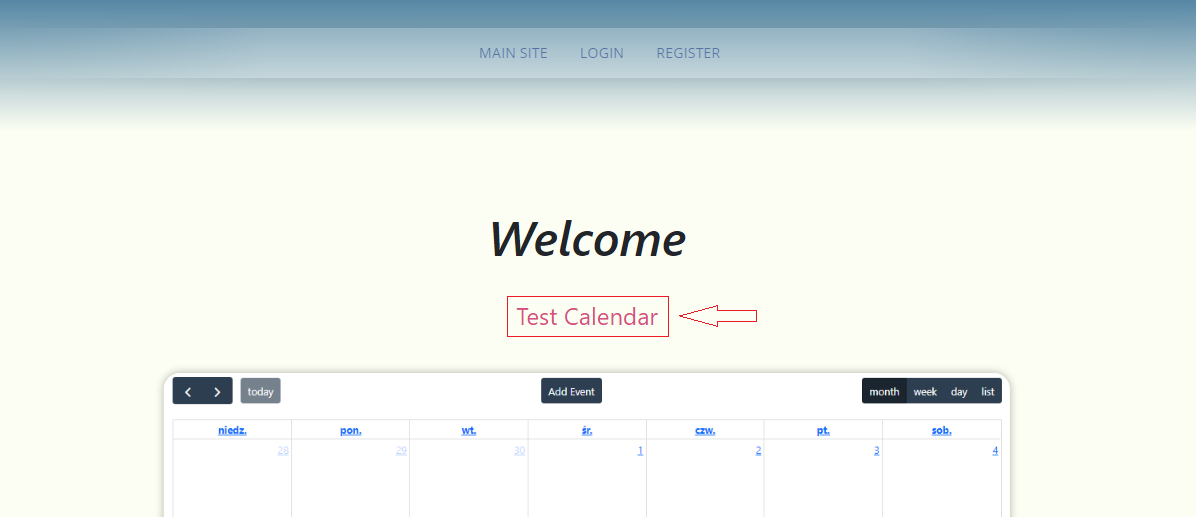 MAIN SITE LOGIN REGISTER
Welcome
Test Calendar
today Add Event month week day list
niedz. pon. wt. śr. czw. pt. sob.
28 29 30 1 2 3 4